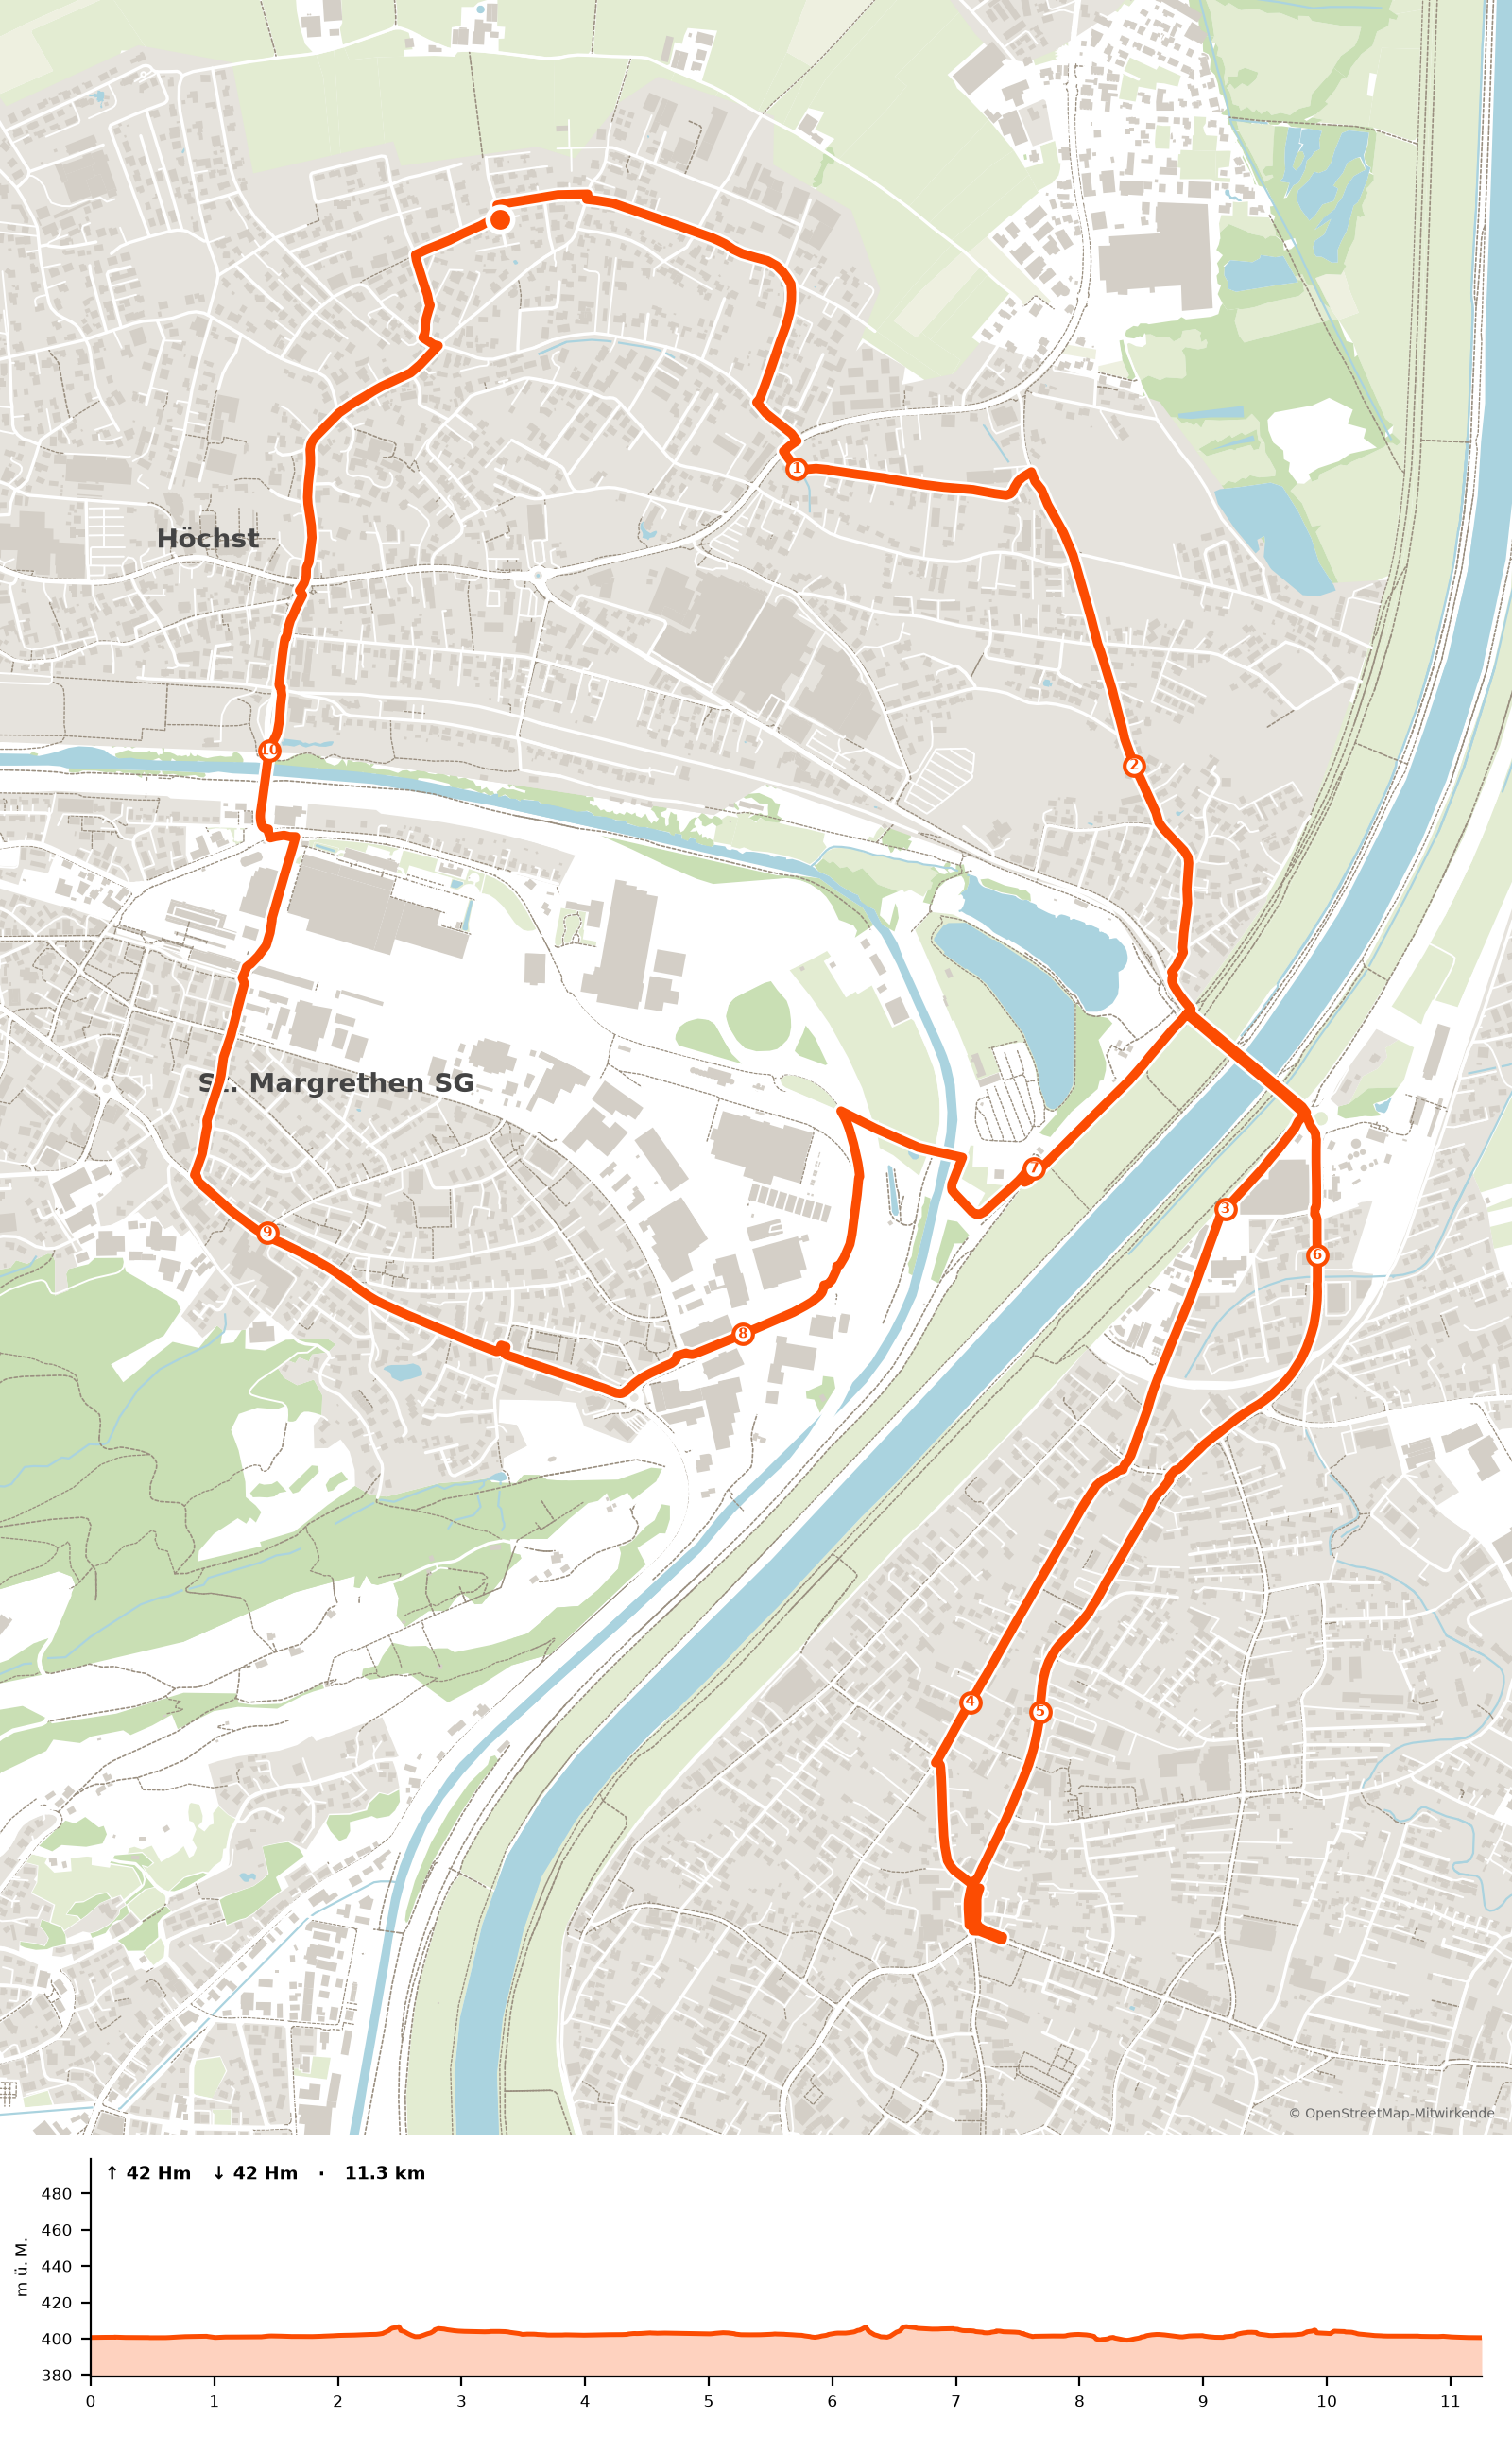 1
Höchst
10
2
St. Margrethen SG
7
3
9
6
8
4
5
© OpenStreetMap-Mitwirkende
↑ 42 Hm ↓ 42 Hm · 11.3 km
480
460
440
420
400
380
m ü. M.
0 1 2 3 4 5 6 7 8 9 10 11